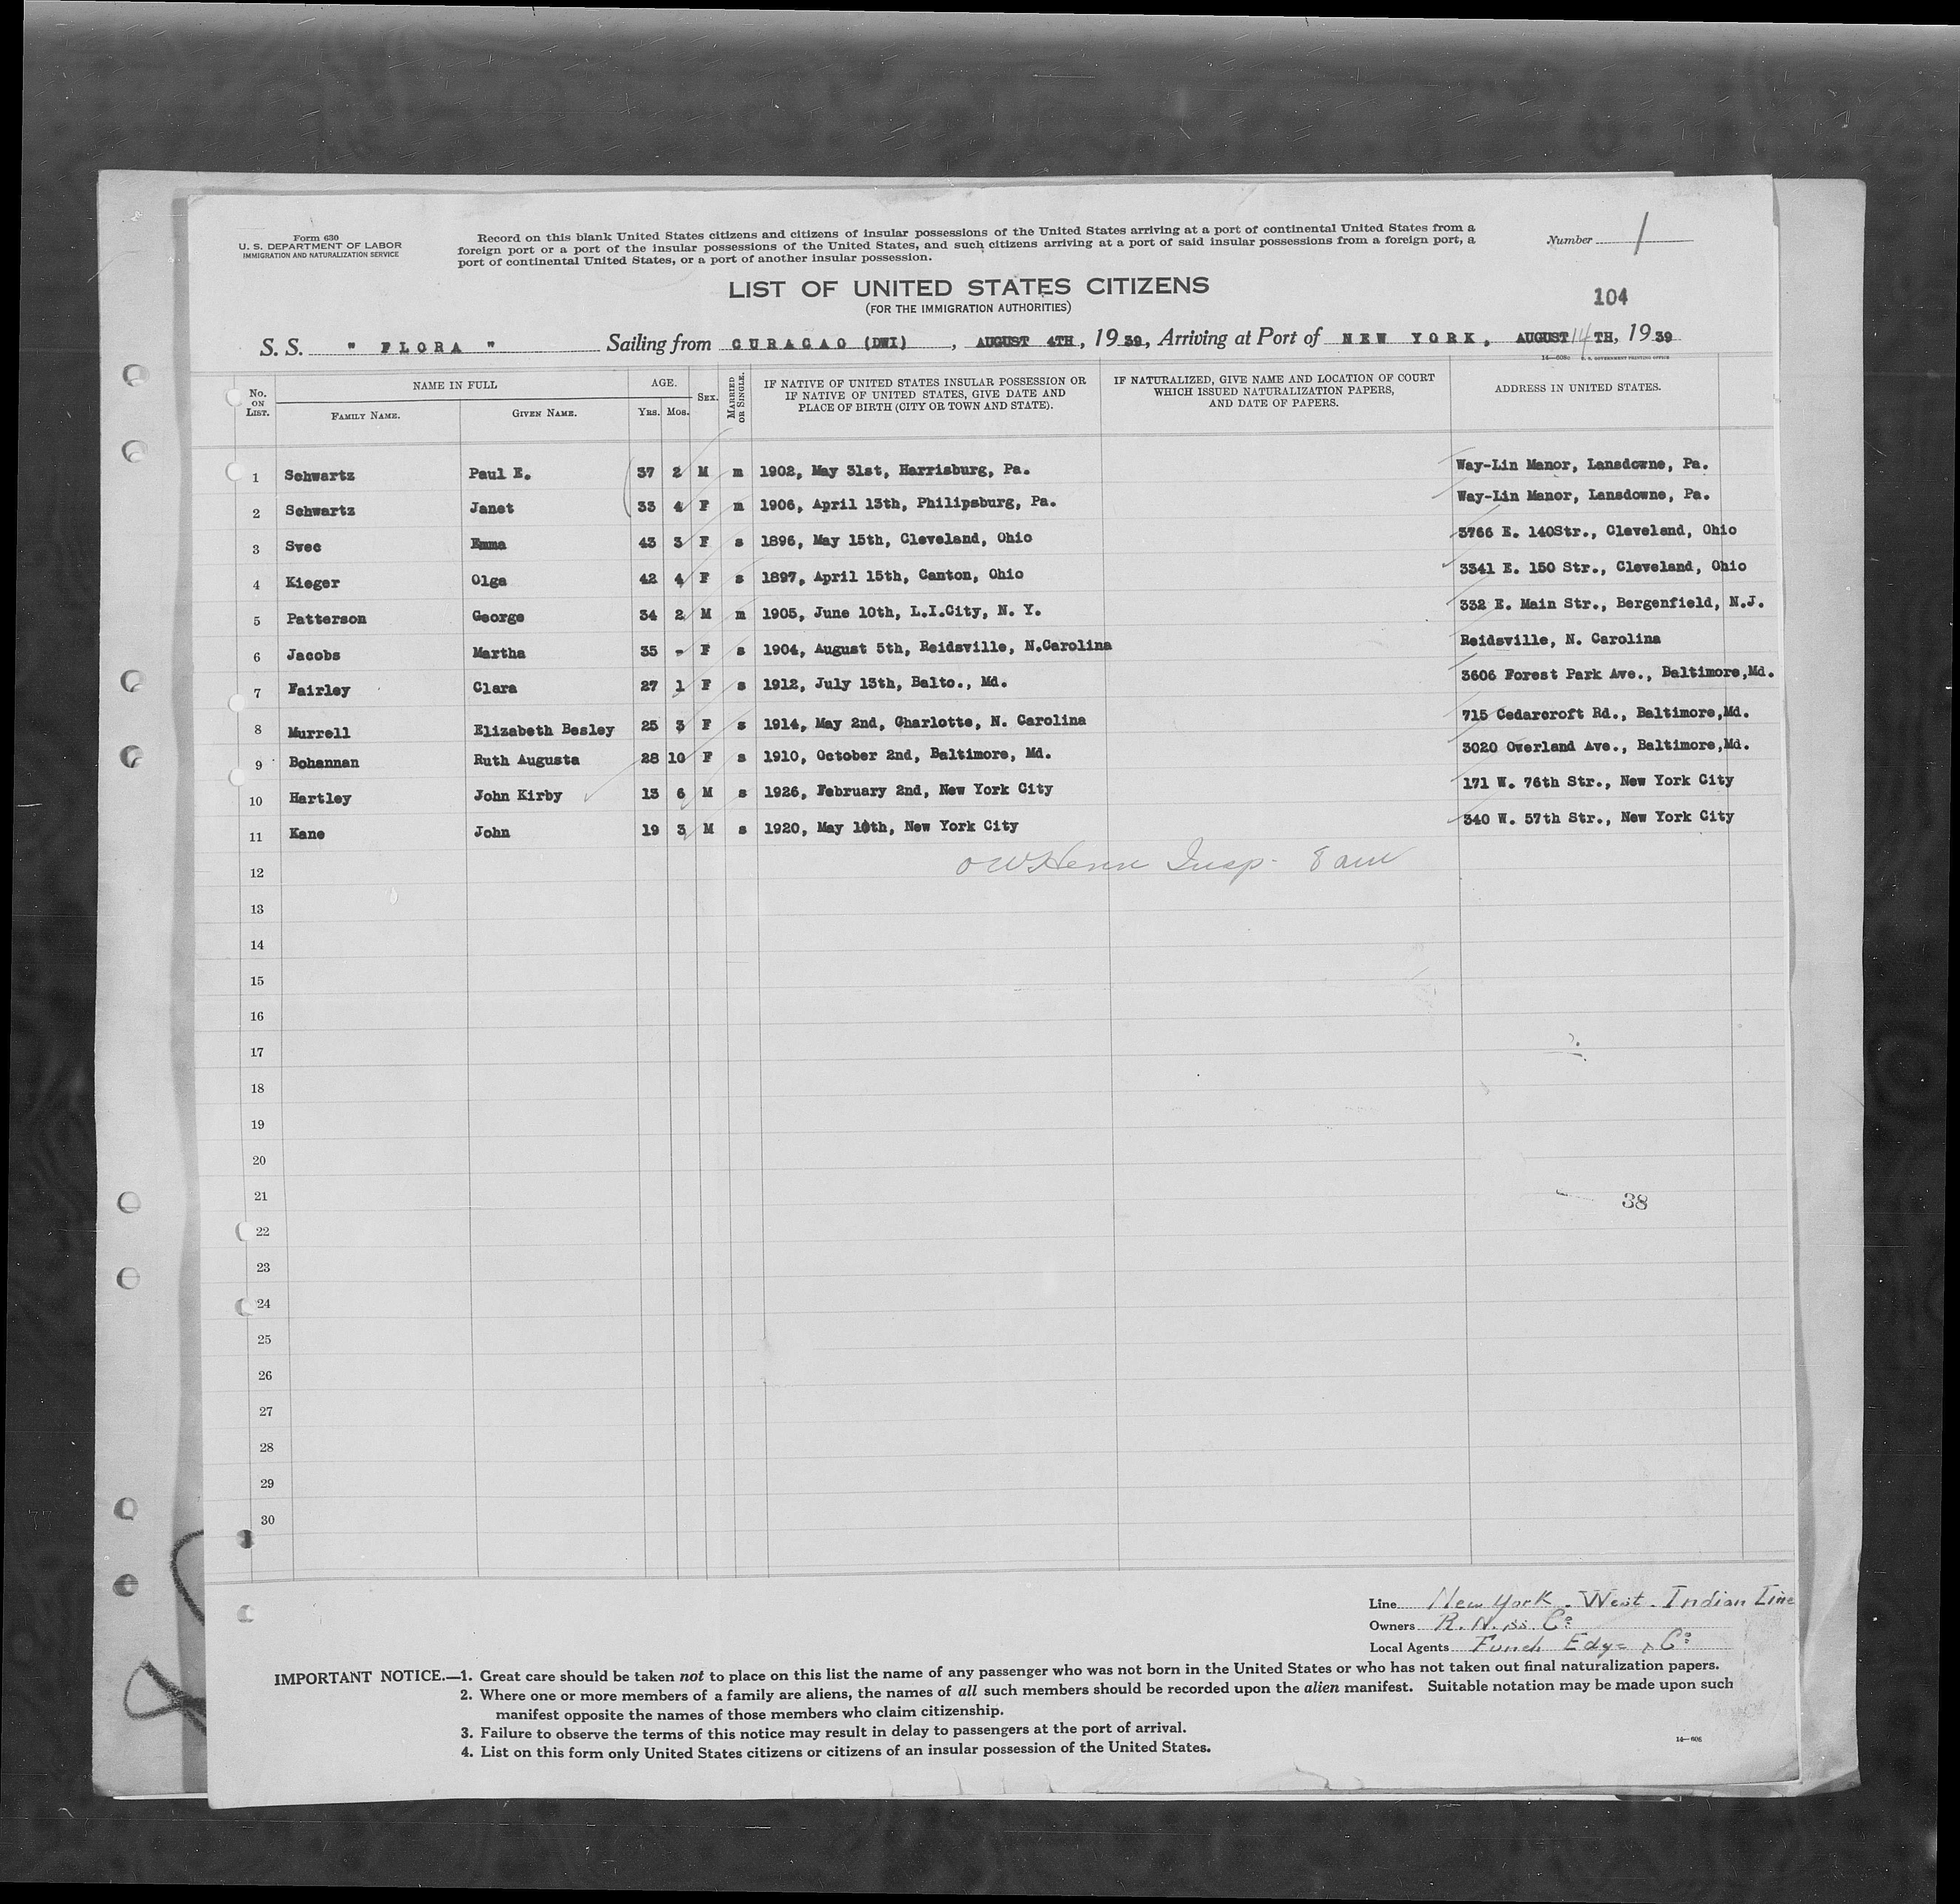 Form 630
U. S. DEPARTMENT OF LABOR
IMMIGRATION AND NATURALIZATION SERVICE
Record on this blank United States citizens and citizens of insular possessions of the United States arriving at a port of continental United States from a
foreign port or a port of the insular possessions of the United States, and such citizens arriving at a port of said insular possessions from a foreign port, a
port of continental United States, or a port of another insular possession.
Number 1
LIST OF UNITED STATES CITIZENS
(FOR THE IMMIGRATION AUTHORITIES)
104
S. S. " FLORA " Sailing from CURACAO (DWI), AUGUST 4TH, 1939, Arriving at Port of NEW YORK, AUGUST 14TH, 1939
14—608c U. S. GOVERNMENT PRINTING OFFICE
No. ON LIST. NAME IN FULL FAMILY NAME. GIVEN NAME. AGE. YRS. MOS. SEX. MARRIED OR SINGLE. IF NATIVE OF UNITED STATES INSULAR POSSESSION OR IF NATIVE OF UNITED STATES, GIVE DATE AND PLACE OF BIRTH (CITY OR TOWN AND STATE). IF NATURALIZED, GIVE NAME AND LOCATION OF COURT WHICH ISSUED NATURALIZATION PAPERS, AND DATE OF PAPERS. ADDRESS IN UNITED STATES.
1 Schwartz Paul E. 37 2 M m 1902, May 31st, Harrisburg, Pa. Way-Lin Manor, Lansdowne, Pa.
2 Schwartz Janet 33 4 F m 1906, April 13th, Philipsburg, Pa. Way-Lin Manor, Lansdowne, Pa.
3 Svec Emma 43 3 F s 1896, May 15th, Cleveland, Ohio 3766 E. 140Str., Cleveland, Ohio
4 Kieger Olga 42 4 F s 1897, April 15th, Canton, Ohio 3341 E. 150 Str., Cleveland, Ohio
5 Patterson George 34 2 M m 1905, June 10th, L.I.City, N. Y. 332 E. Main Str., Bergenfield, N.J.
6 Jacobs Martha 35 - F s 1904, August 5th, Reidsville, N.Carolina Reidsville, N. Carolina
7 Fairley Clara 27 1 F s 1912, July 13th, Balto., Md. 3606 Forest Park Ave., Baltimore,Md.
8 Murrell Elizabeth Besley 25 3 F s 1914, May 2nd, Charlotte, N. Carolina 715 Cedarcroft Rd., Baltimore,Md.
9 Bohannan Ruth Augusta 28 10 F s 1910, October 2nd, Baltimore, Md. 3020 Overland Ave., Baltimore,Md.
10 Hartley John Kirby 13 6 M s 1926, February 2nd, New York City 171 W. 76th Str., New York City
11 Kane John 19 3 M s 1920, May 10th, New York City 340 W. 57th Str., New York City
12 Insp. 8 am
13
14
15
16
17
18
19
20
21 38
22
23
24
25
26
27
28
29
30
Line New York. West. Indian Line
Owners R. N. ss. Co
Local Agents Funch Edye & Co
IMPORTANT NOTICE.—1. Great care should be taken not to place on this list the name of any passenger who was not born in the United States or who has not taken out final naturalization papers.
2. Where one or more members of a family are aliens, the names of all such members should be recorded upon the alien manifest. Suitable notation may be made upon such
manifest opposite the names of those members who claim citizenship.
3. Failure to observe the terms of this notice may result in delay to passengers at the port of arrival.
4. List on this form only United States citizens or citizens of an insular possession of the United States.
14—606